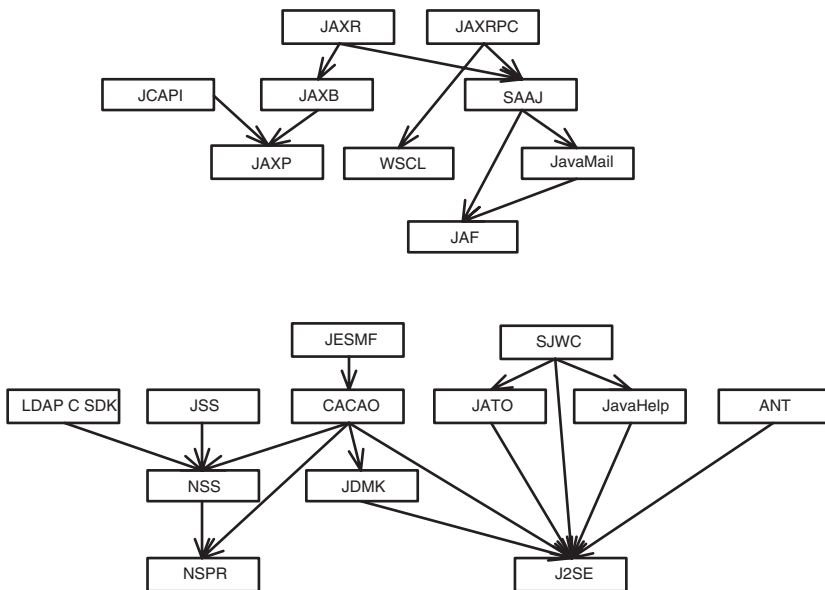 JAXR
JAXRPC
JCAPI
JAXB
SAAJ
JAXP
WSCL
JavaMail
JAF
JESMF
SJWC
LDAP C SDK
JSS
CACAO
JATO
JavaHelp
ANT
NSS
JDMK
NSPR
J2SE